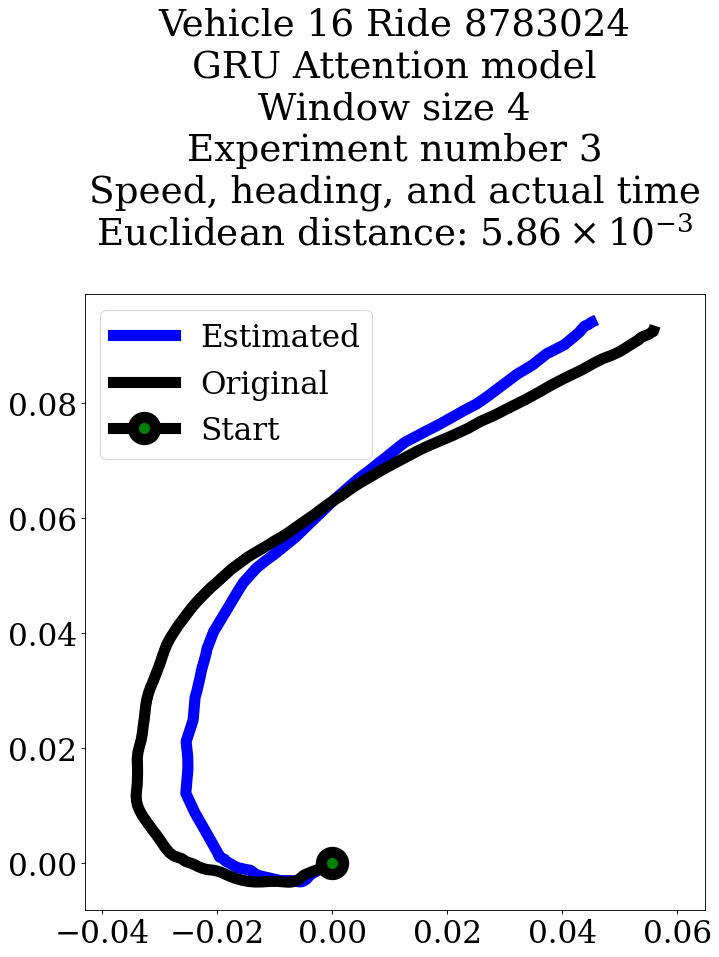 Vehicle 16 Ride 8783024
GRU Attention model
Window size 4
Experiment number 3
Speed, heading, and actual time
Euclidean distance: 5.86 × 10⁻³
Estimated
Original
Start
0.08
0.06
0.04
0.02
0.00
−0.04 −0.02 0.00 0.02 0.04 0.06